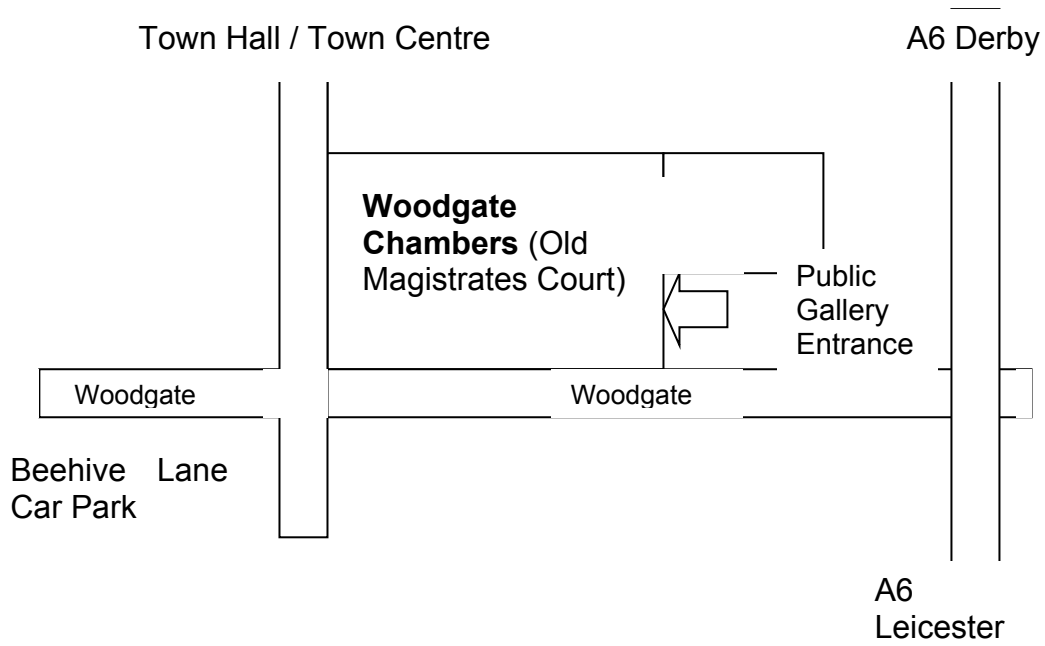 Town Hall / Town Centre
A6 Derby
Woodgate
Chambers (Old
Magistrates Court)
Public
Gallery
Entrance
Woodgate
Woodgate
Beehive Lane
Car Park
A6
Leicester